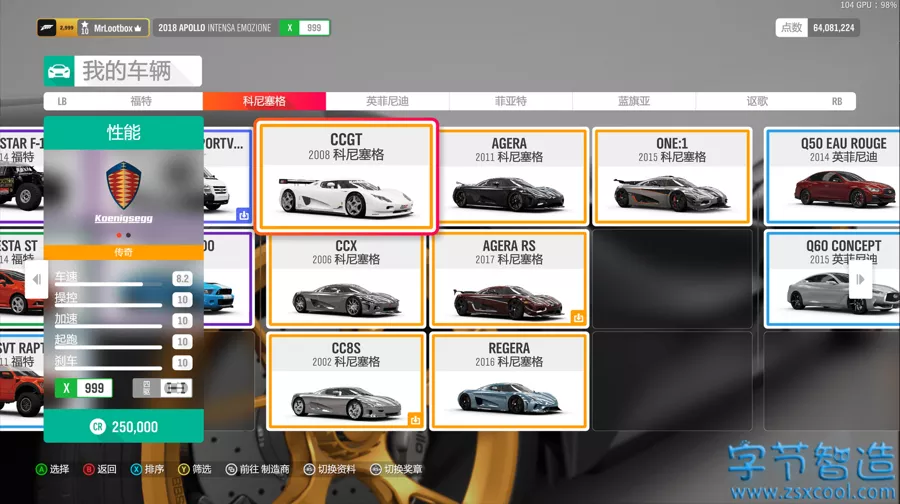 104 GPU : 98%
2,999
10 MrLootbox
2018 APOLLO INTENSA EMOZIONE X 999
点数 64,081,224
我的车辆
LB 福特 科尼塞格 英菲尼迪 菲亚特 蓝旗亚 讴歌 RB
性能
Koenigsegg
传奇
车速 8.2
操控 10
加速 10
起跑 10
刹车 10
X 999 四驱
CR 250,000
STAR F-1
14 福特
PORTV...
CCGT
2008 科尼塞格
AGERA
2011 科尼塞格
ONE:1
2015 科尼塞格
Q50 EAU ROUGE
2014 英菲尼迪
ESTA ST
14 福特
CCX
2006 科尼塞格
AGERA RS
2017 科尼塞格
Q60 CONCEPT
2015 英菲尼迪
SVT RAPT
11 福特
CC8S
2002 科尼塞格
REGERA
2016 科尼塞格
A 选择 B 返回 X 排序 Y 筛选 前往 制造商 切换资料 切换奖章
字节智造
www.zsxcool.com